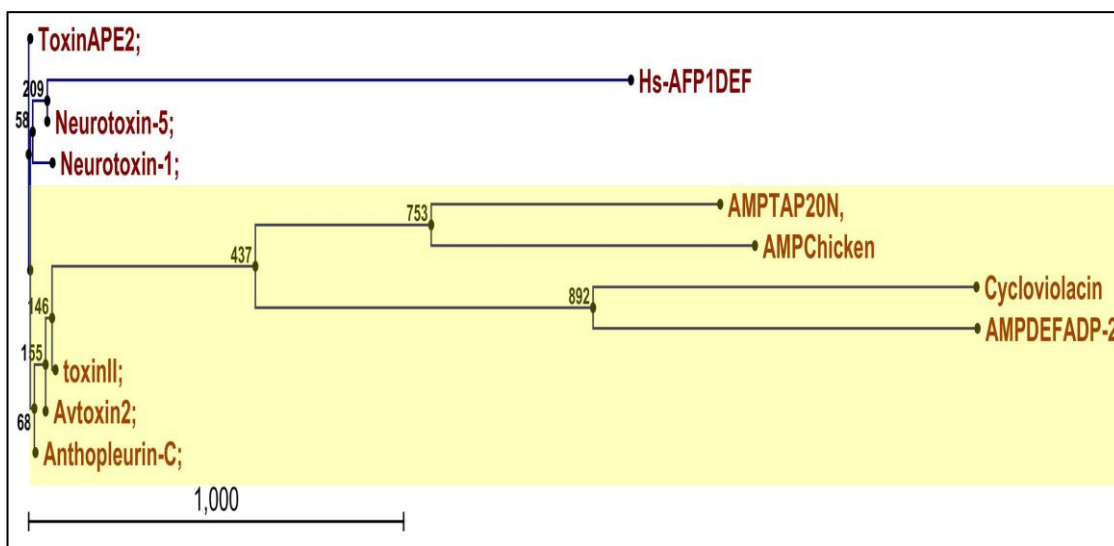 ToxinAPE2;
Hs-AFP1DEF
209
58
Neurotoxin-5;
Neurotoxin-1;
AMPTAP20N,
753
AMPChicken
437
Cycloviolacin
892
AMPDEFADP-2
146
155
toxinII;
Avtoxin2;
68
Anthopleurin-C;
1,000